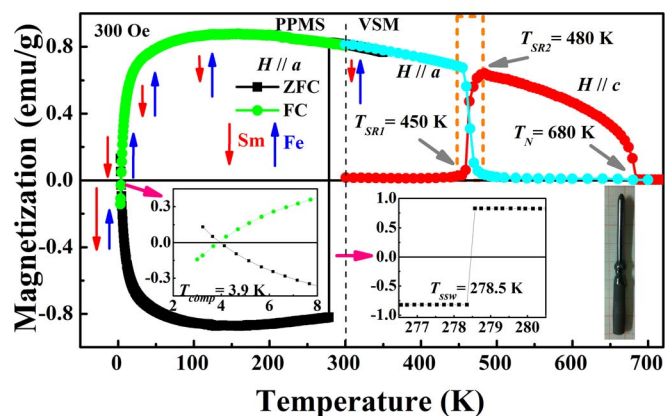 300 Oe
PPMS
VSM
T_SR2 = 480 K
H // a
H // a
H // c
ZFC
FC
T_SR1 = 450 K
T_N = 680 K
Sm
Fe
0.8
0.4
0.0
-0.4
-0.8
Magnetization (emu/g)
0.3
0.0
-0.3
T_comp = 3.9 K
2 4 6 8
1.0
0.5
0.0
-0.5
-1.0
T_ssw = 278.5 K
277 278 279 280
0 100 200 300 300 400 500 600 700
Temperature (K)